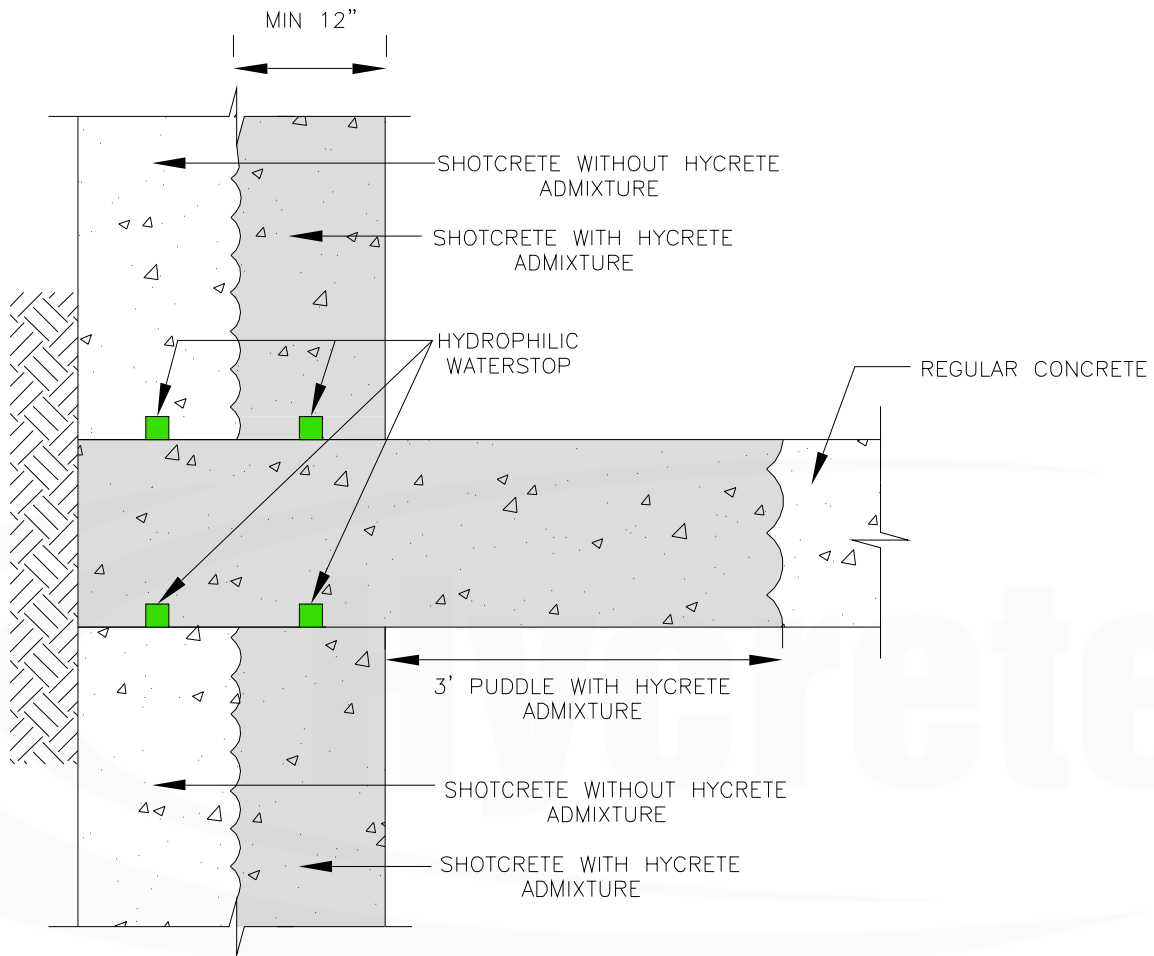 MIN 12”
SHOTCRETE WITHOUT HYCRETE
ADMIXTURE
SHOTCRETE WITH HYCRETE
ADMIXTURE
HYDROPHILIC
WATERSTOP
REGULAR CONCRETE
3’ PUDDLE WITH HYCRETE
ADMIXTURE
SHOTCRETE WITHOUT HYCRETE
ADMIXTURE
SHOTCRETE WITH HYCRETE
ADMIXTURE
Hycrete